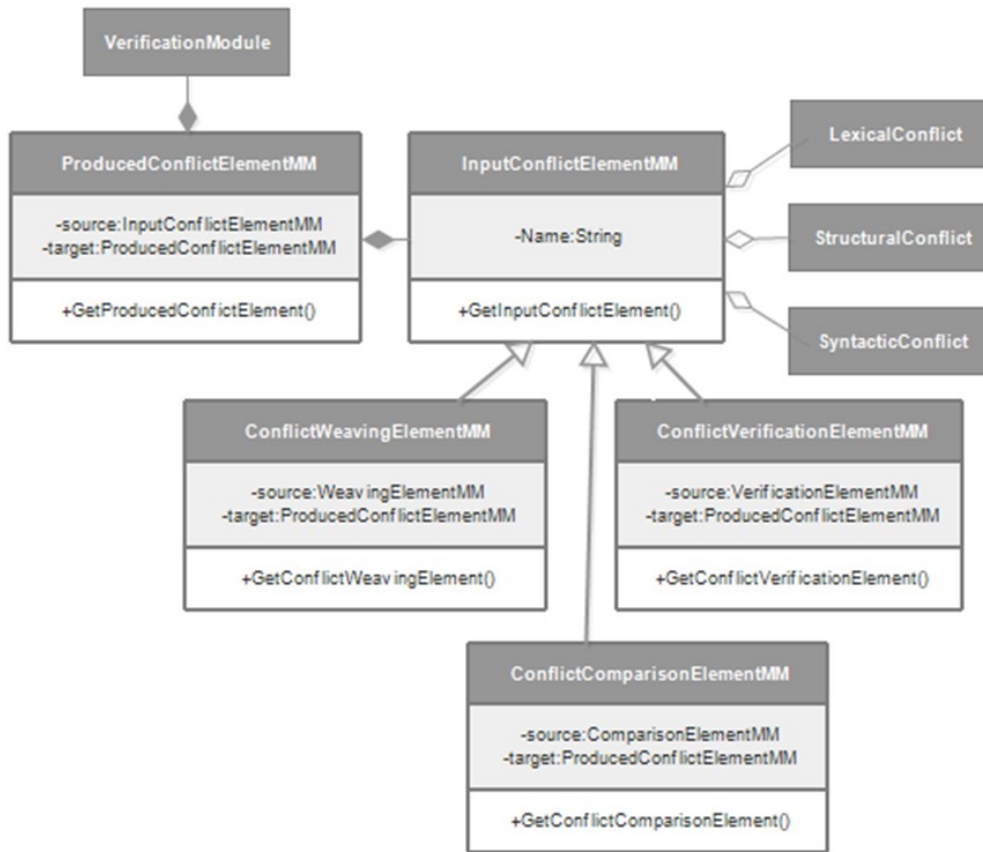 VerificationModule
ProducedConflictElementMM
-source:InputConflictElementMM
-target:ProducedConflictElementMM
+GetProducedConfictElement()
InputConflictElementMM
-Name:String
+GetInputConflictElement()
LexicalConflict
StructuralConflict
SyntacticConflict
ConflictWeavingElementMM
-source:WeavingElementMM
-target:ProducedConflictElementMM
+GetConflictWeavingElement()
ConflictVerificationElementMM
-source:VerificationElementMM
-target:ProducedConflictElementMM
+GetConflictVerificationElement()
ConflictComparisonElementMM
-source:ComparisonElementMM
-target:ProducedConflictElementMM
+GetConflictComparisonElement()